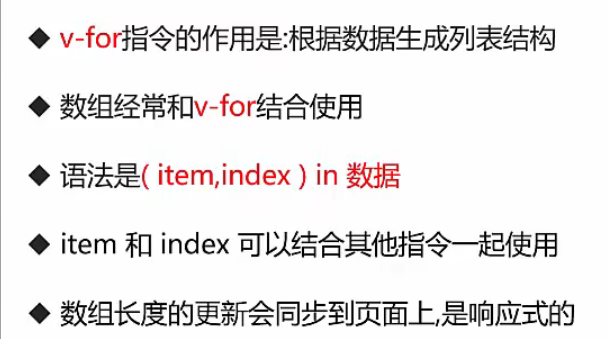 ◆ v-for指令的作用是:根据数据生成列表结构
◆ 数组经常和v-for结合使用
◆ 语法是( item,index ) in 数据
◆ item 和 index 可以结合其他指令一起使用
◆ 数组长度的更新会同步到页面上,是响应式的